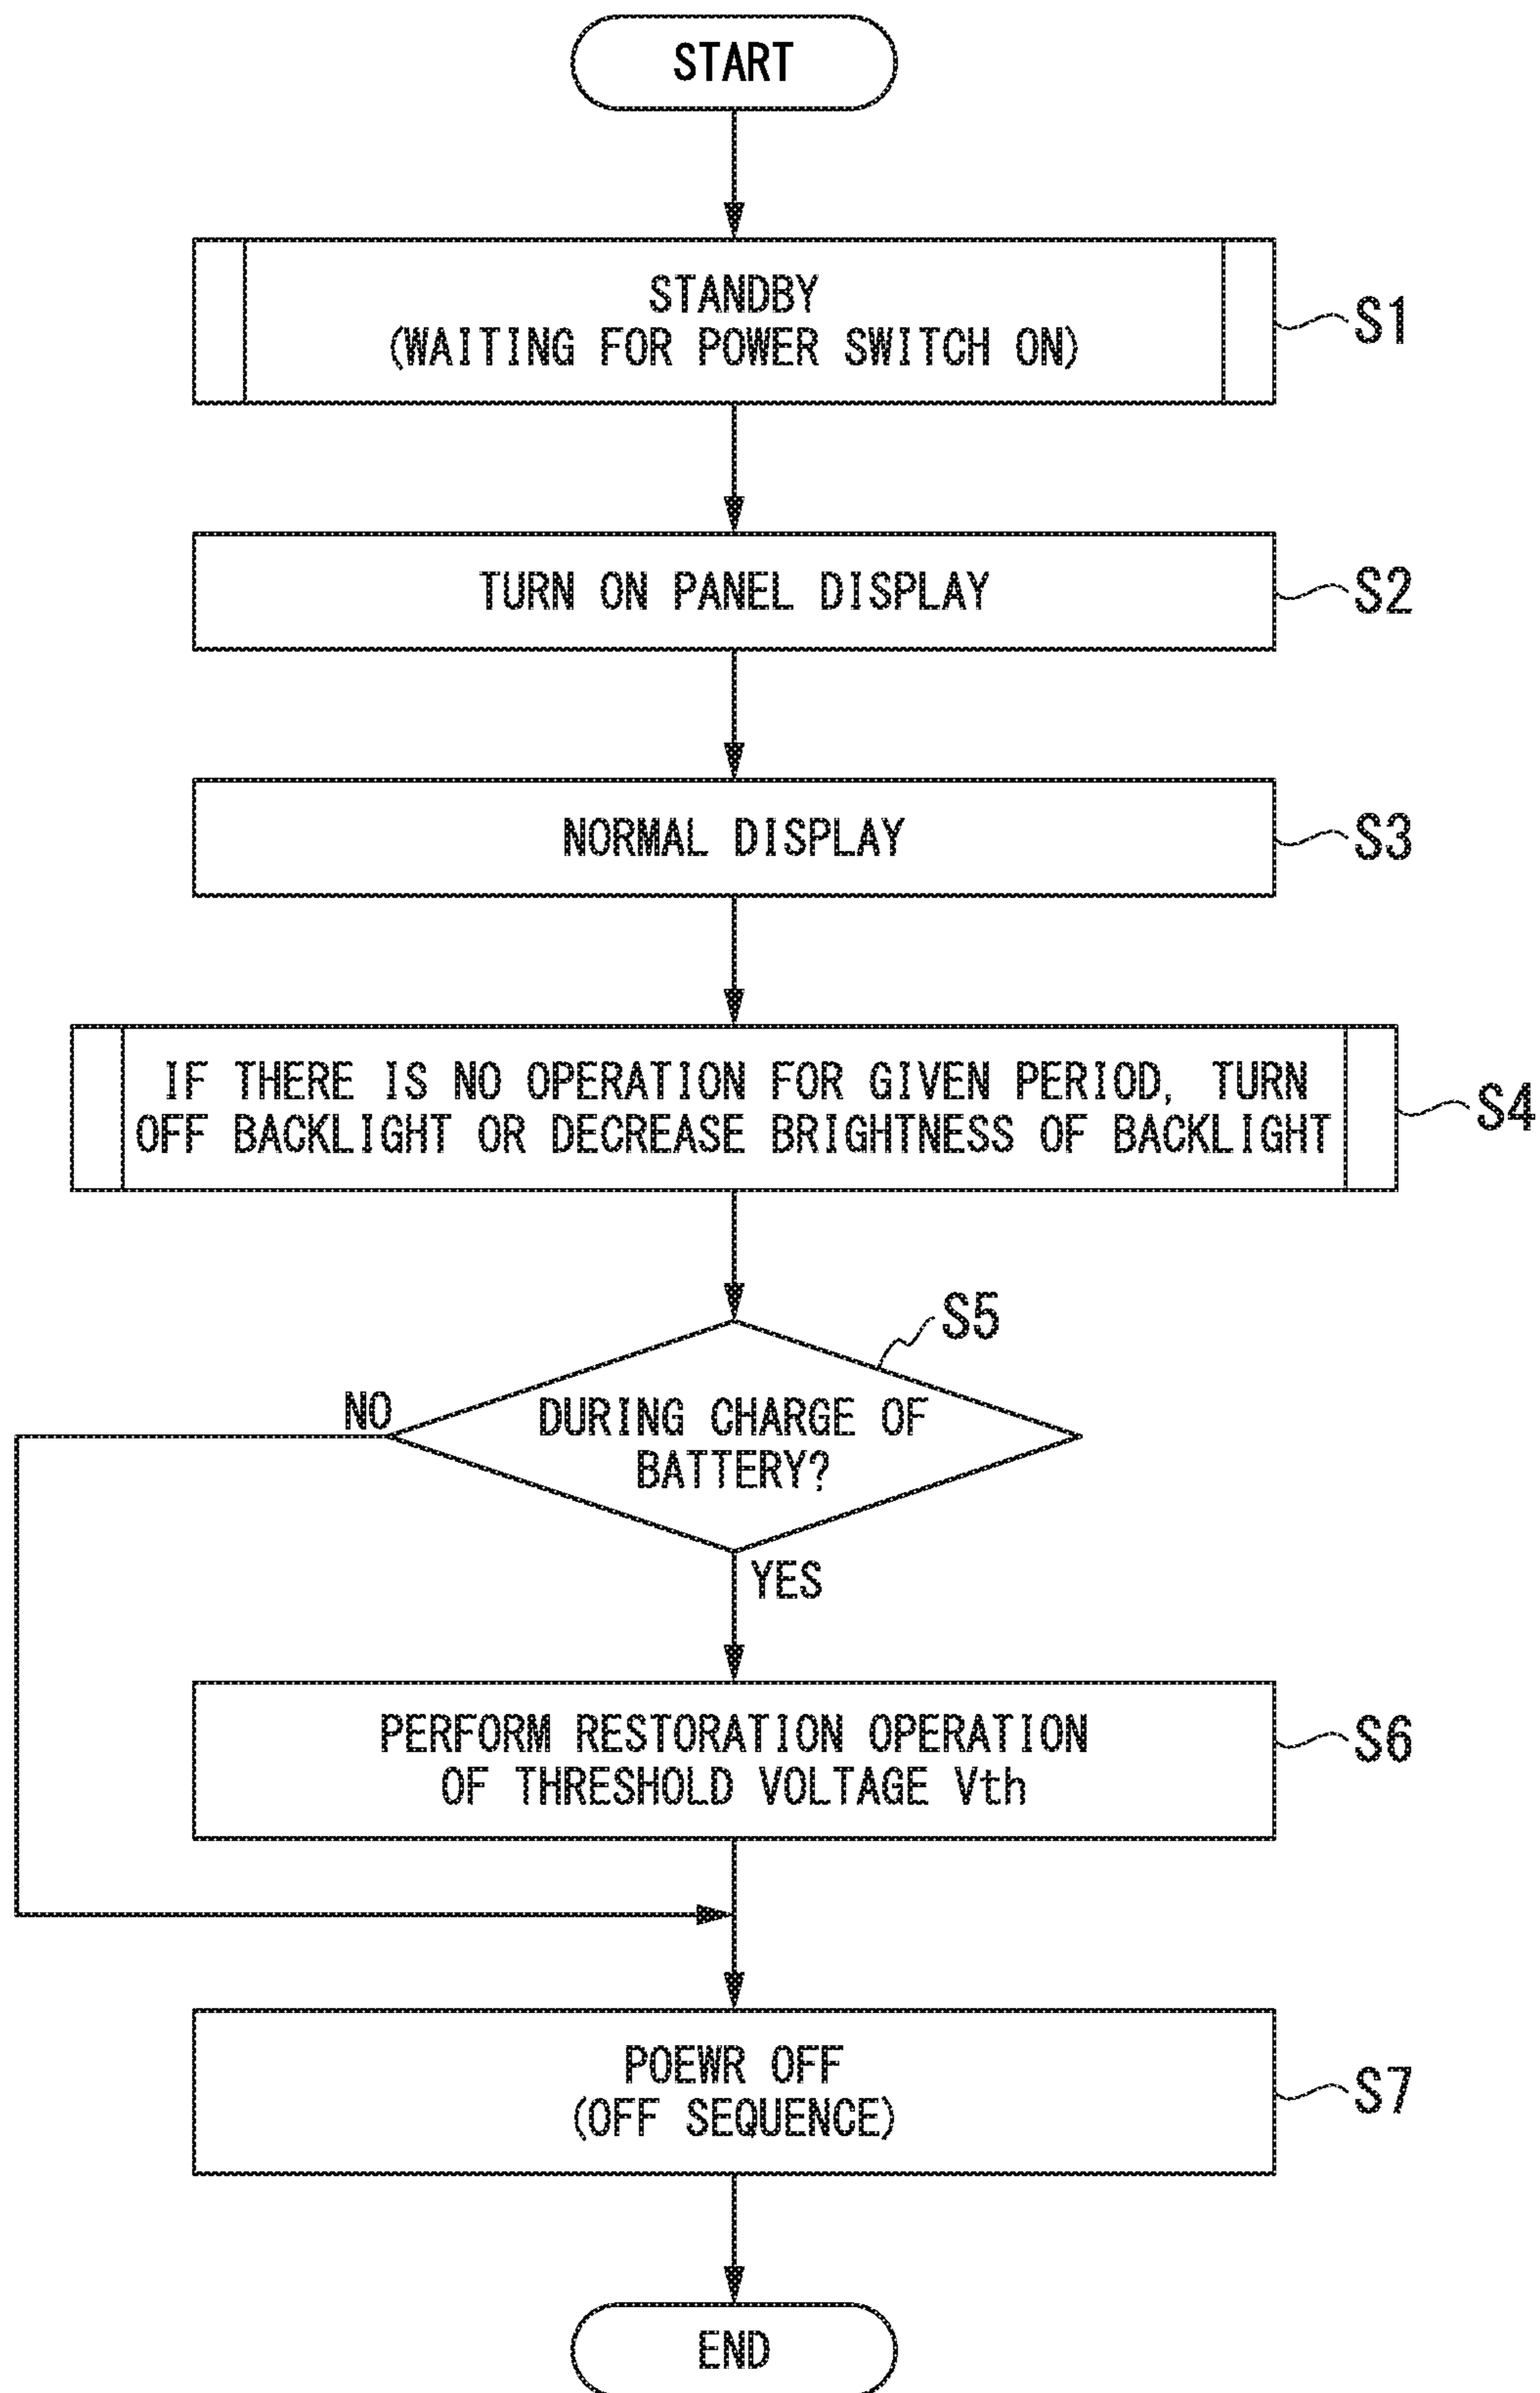 START
STANDBY
(WAITING FOR POWER SWITCH ON)
S1
TURN ON PANEL DISPLAY
S2
NORMAL DISPLAY
S3
IF THERE IS NO OPERATION FOR GIVEN PERIOD, TURN
OFF BACKLIGHT OR DECREASE BRIGHTNESS OF BACKLIGHT
S4
S5
DURING CHARGE OF
BATTERY?
NO
YES
PERFORM RESTORATION OPERATION
OF THRESHOLD VOLTAGE Vth
S6
POEWR OFF
(OFF SEQUENCE)
S7
END